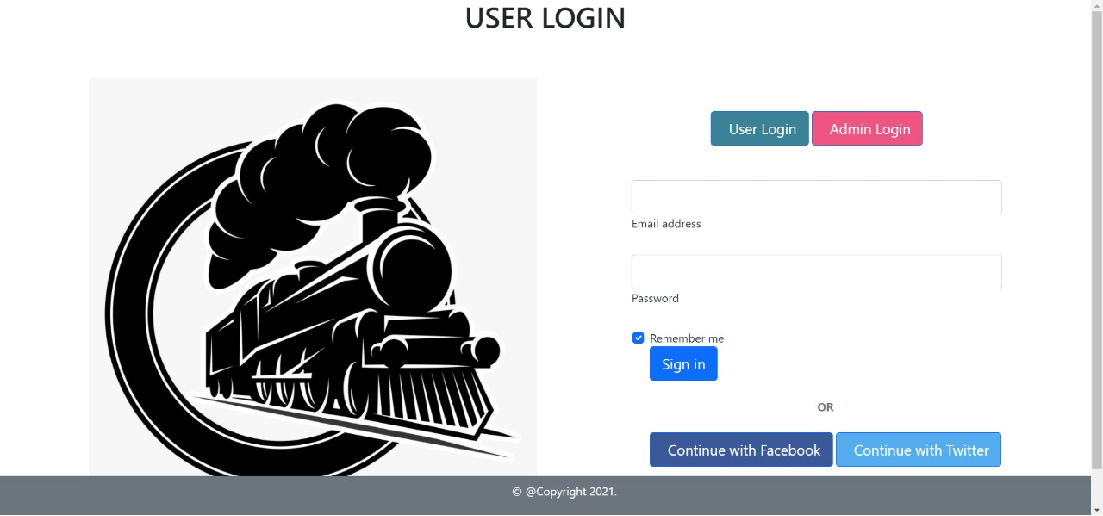 USER LOGIN
User Login Admin Login
Email address
Password
Remember me
Sign in
OR
Continue with Facebook Continue with Twitter
© @Copyright 2021.